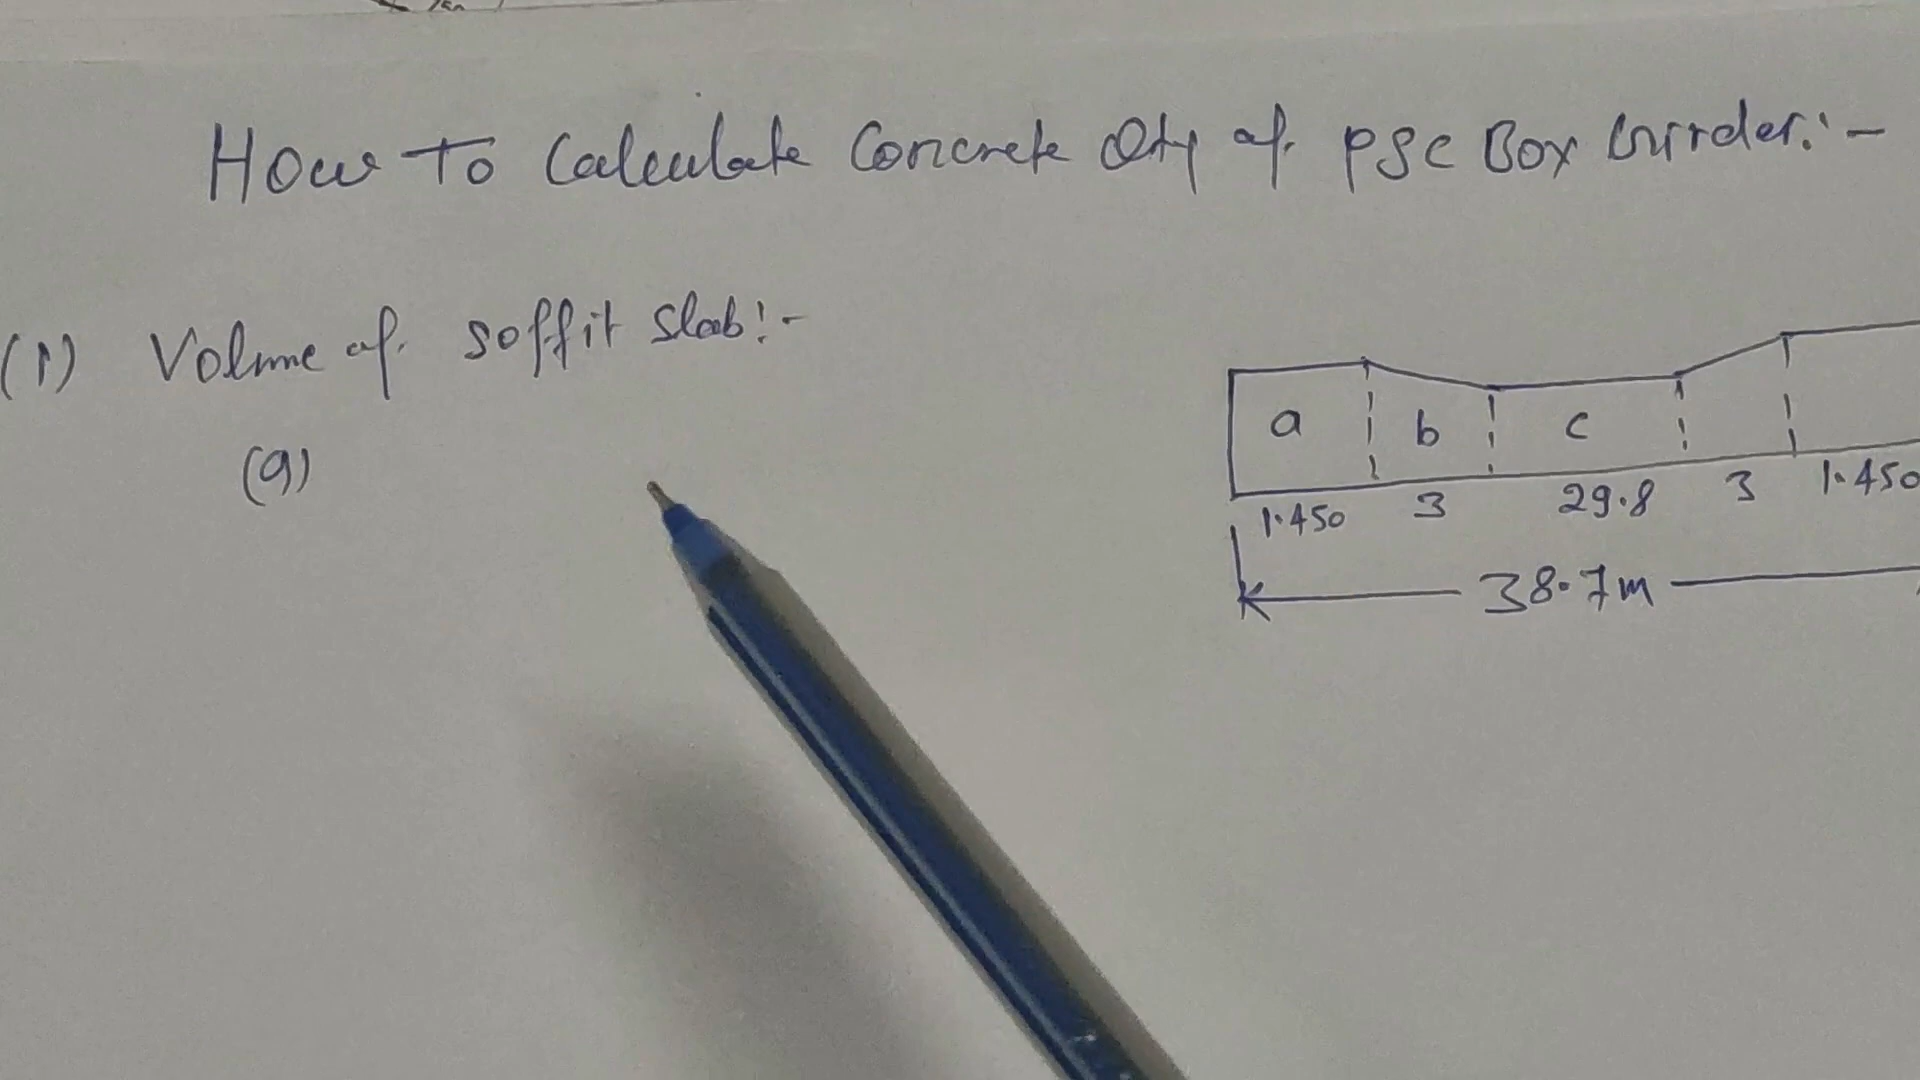 How To Calculate Concrete Qty of PSC Box Girder:-
(1) Volume of soffit slab:-
(a)
a b c
1.450 3 29.8 3 1.450
38.7m